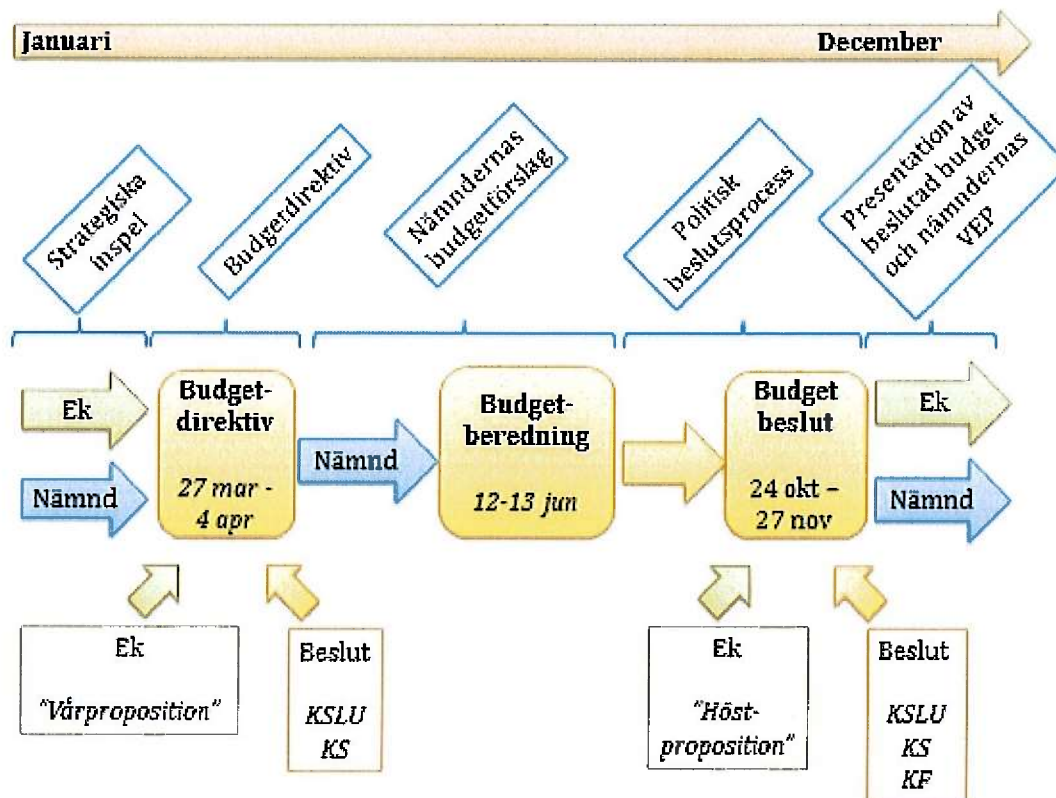 Januari December
Strategiska
inspel
Budgetdirektiv
Nämndernas
budgetförslag
Politisk
beslutsprocess
Presentation av
beslutad budget
och nämndernas
VEP
Ek
Nämnd
Budget-
direktiv
27 mar -
4 apr
Nämnd
Budget-
beredning
12-13 jun
Budget
beslut
24 okt –
27 nov
Ek
Nämnd
Ek
"Vårproposition"
Beslut
KSLU
KS
Ek
"Höst-
proposition"
Beslut
KSLU
KS
KF